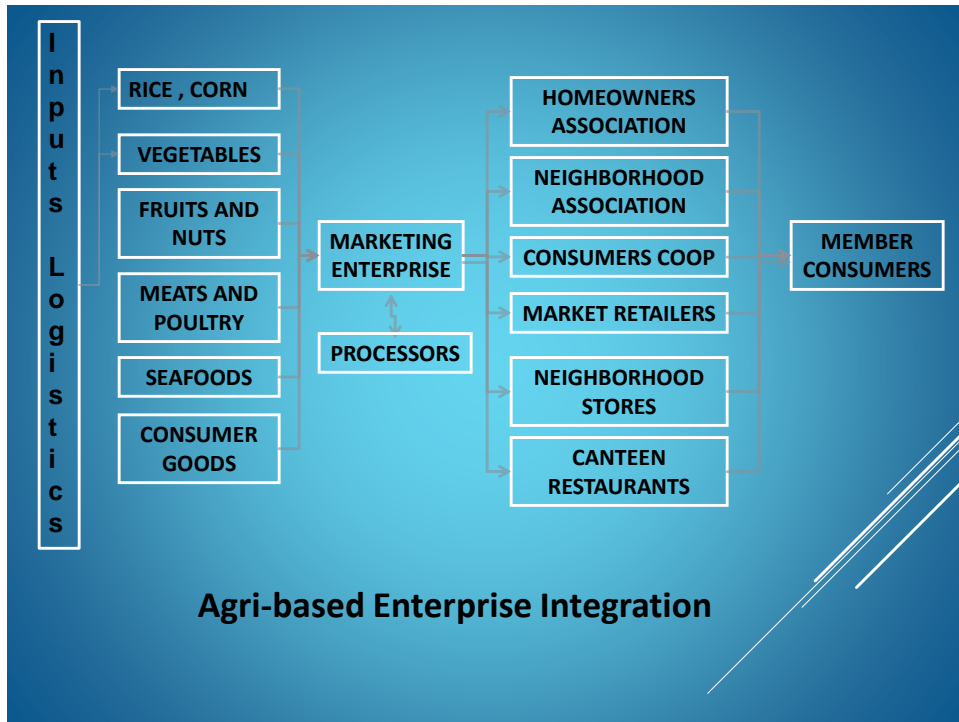 Inputs Logistics
RICE , CORN
VEGETABLES
FRUITS AND
NUTS
MEATS AND
POULTRY
SEAFOODS
CONSUMER
GOODS
MARKETING
ENTERPRISE
PROCESSORS
HOMEOWNERS
ASSOCIATION
NEIGHBORHOOD
ASSOCIATION
CONSUMERS COOP
MARKET RETAILERS
NEIGHBORHOOD
STORES
CANTEEN
RESTAURANTS
MEMBER
CONSUMERS
Agri-based Enterprise Integration